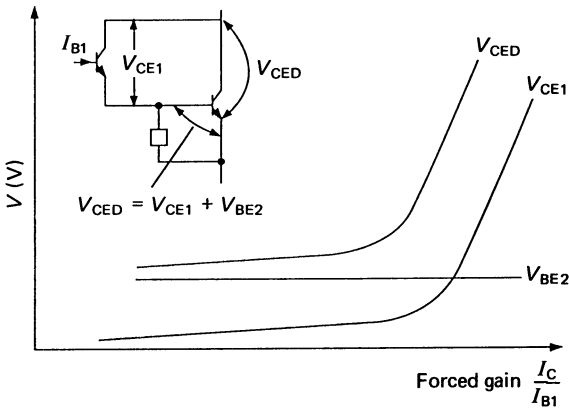 I_B1
V_CE1
V_CED
V_CED = V_CE1 + V_BE2
V_CED
V_CE1
V (V)
V_BE2
Forced gain I_C / I_B1